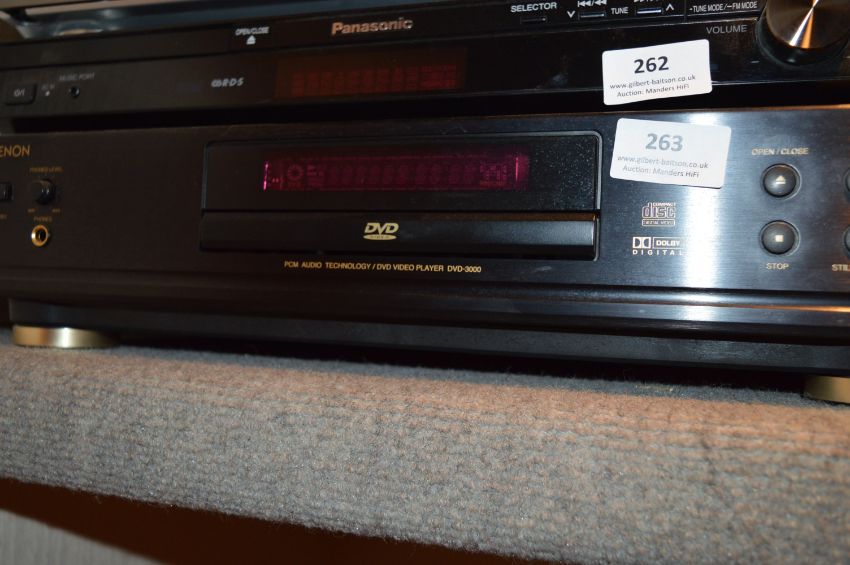 SELECTOR
TUNE
-TUNE MODE/-FM MODE
OPEN/CLOSE
Panasonic
VOLUME
262
www.gilbert-baitson.co.uk
Auction: Manders HiFi
MUSIC PORT
R·D·S
263
www.gilbert-baitson.co.uk
Auction: Manders HiFi
ENON
PHONES LEVEL
PHONES
DVD
VIDEO
PCM AUDIO TECHNOLOGY / DVD VIDEO PLAYER DVD-3000
COMPACT
disc
DIGITAL VIDEO
DOLBY
DIGITAL
OPEN / CLOSE
STOP
STILL